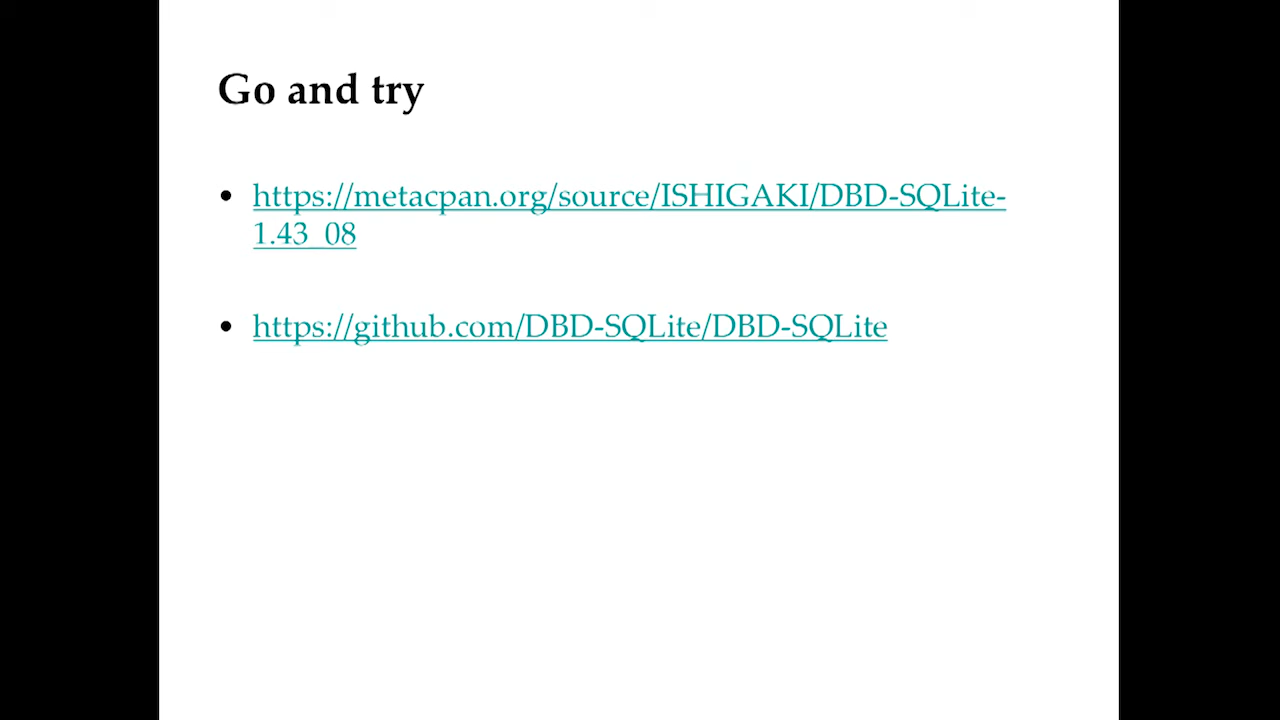 Go and try
• https://metacpan.org/source/ISHIGAKI/DBD-SQLite-
1.43_08
• https://github.com/DBD-SQLite/DBD-SQLite